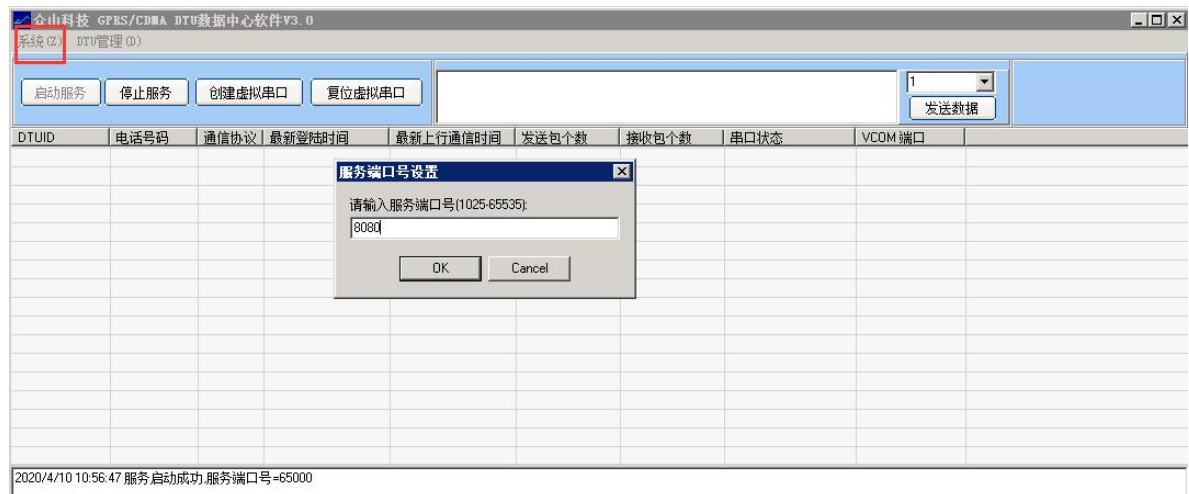 众山科技 GPRS/CDMA DTU数据中心软件V3.0
系统(Z) DTU管理(D)
启动服务 停止服务 创建虚拟串口 复位虚拟串口
1
发送数据
DTUID 电话号码 通信协议 最新登陆时间 最新上行通信时间 发送包个数 接收包个数 串口状态 VCOM端口
服务端口号设置
请输入服务端口号(1025-65535):
8080
OK Cancel
2020/4/10 10:56:47 服务启动成功.服务端口号=65000